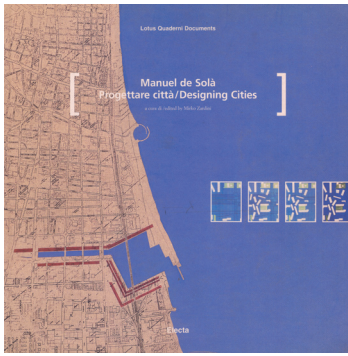 Lotus Quaderni Documents
Manuel de Solà
Progettare città/Designing Cities
a cura di /edited by Mirko Zardini
Electa